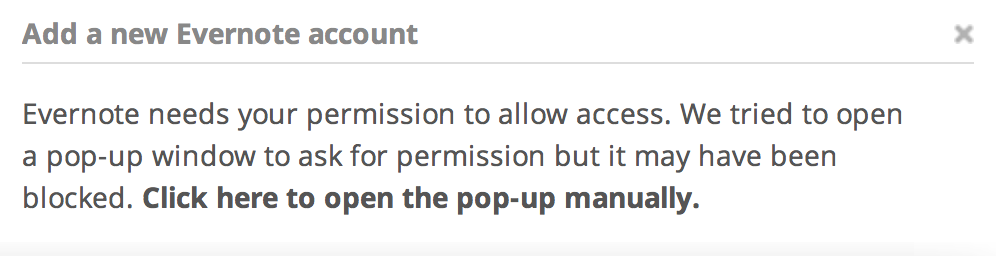 Add a new Evernote account
Evernote needs your permission to allow access. We tried to open
a pop-up window to ask for permission but it may have been
blocked. Click here to open the pop-up manually.